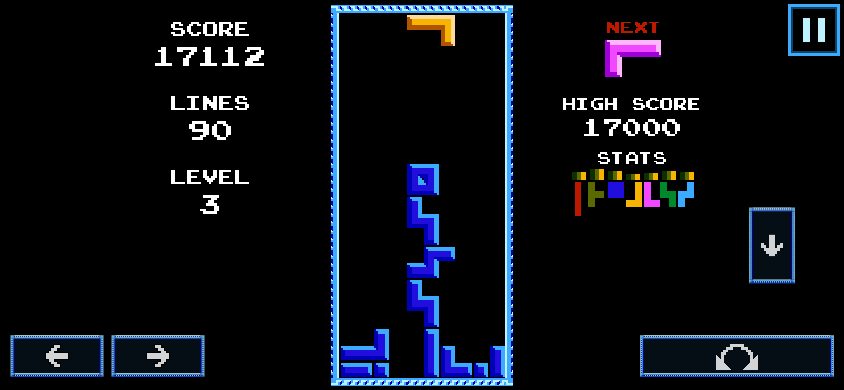 SCORE
17112
LINES
90
LEVEL
3
NEXT
HIGH SCORE
17000
STATS